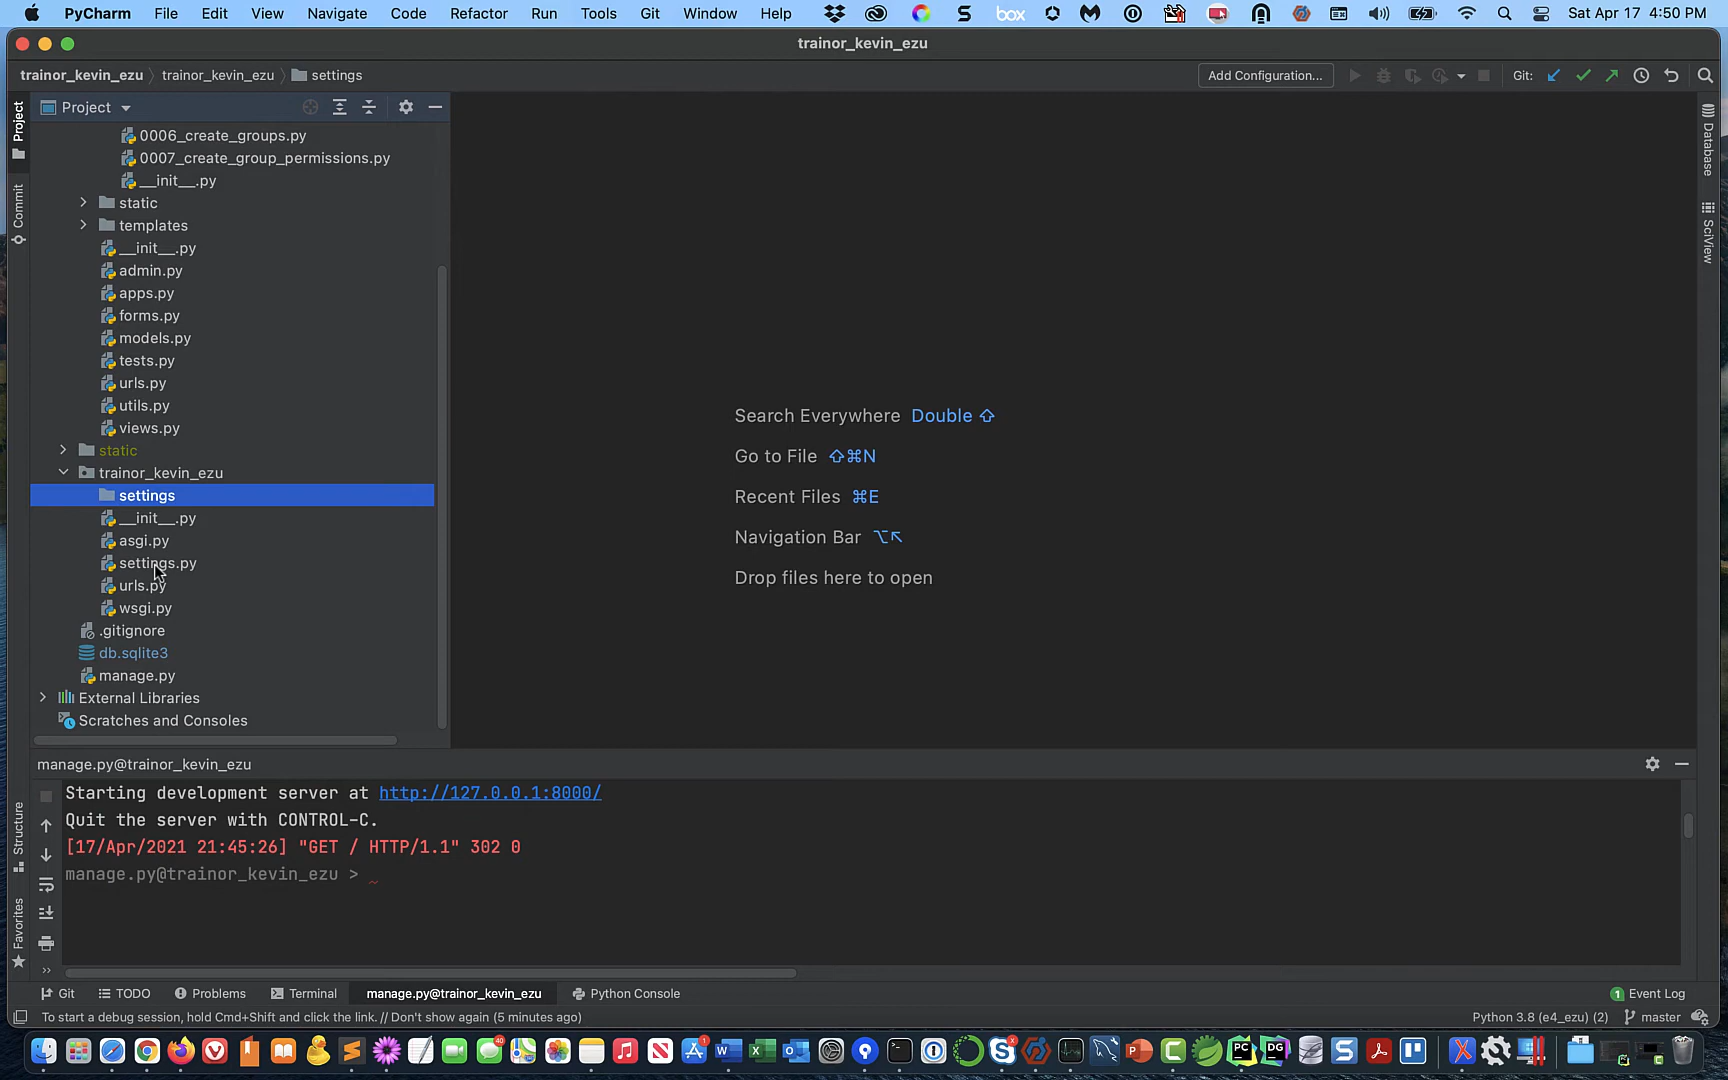 PyCharm File Edit View Navigate Code Refactor Run Tools Git Window Help box Sat Apr 17 4:50 PM
trainor_kevin_ezu
trainor_kevin_ezu trainor_kevin_ezu settings Add Configuration... Git:
Project
0006_create_groups.py
0007_create_group_permissions.py
__init__.py
static
templates
__init__.py
admin.py
apps.py
forms.py
models.py
tests.py
urls.py
utils.py
views.py
static
trainor_kevin_ezu
settings
__init__.py
asgi.py
settings.py
urls.py
wsgi.py
.gitignore
db.sqlite3
manage.py
External Libraries
Scratches and Consoles
Project
Commit
Structure
Favorites
Database
SciView
Search Everywhere Double ⇧
Go to File ⇧⌘N
Recent Files ⌘E
Navigation Bar ⌥↖
Drop files here to open
manage.py@trainor_kevin_ezu
Starting development server at http://127.0.0.1:8000/
Quit the server with CONTROL-C.
[17/Apr/2021 21:45:26] "GET / HTTP/1.1" 302 0
manage.py@trainor_kevin_ezu >
Git TODO Problems Terminal manage.py@trainor_kevin_ezu Python Console 1 Event Log
To start a debug session, hold Cmd+Shift and click the link. // Don't show again (5 minutes ago) Python 3.8 (e4_ezu) (2) master